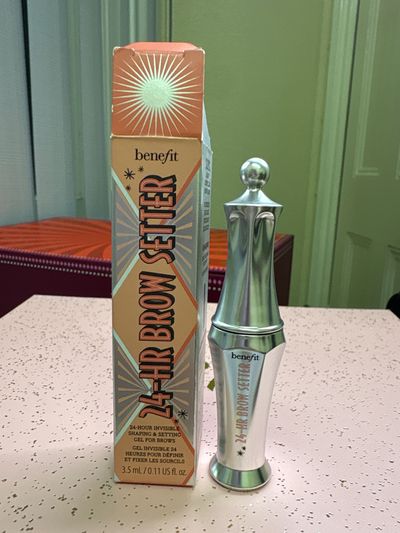 benefit
24-HR BROW SETTER
24-HOUR INVISIBLE
SHAPING & SETTING
GEL FOR BROWS
GEL INVISIBLE 24
HEURES POUR DÉFINIR
ET FIXER LES SOURCILS
3.5 mL / 0.11 US fl. oz
benefit
24-HR BROW SETTER